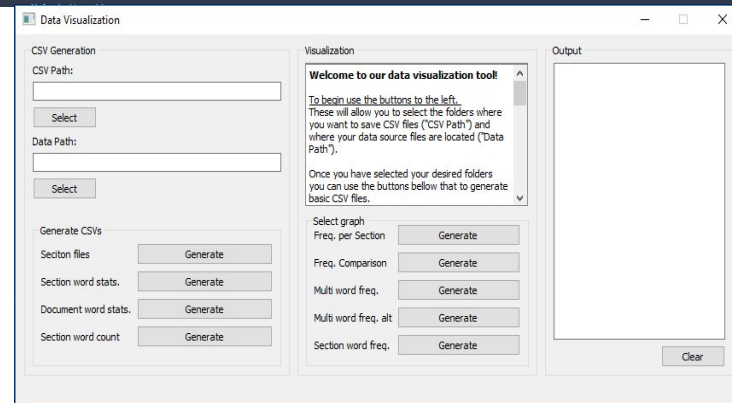 Data Visualization
CSV Generation
CSV Path:
Select
Data Path:
Select
Generate CSVs
Seciton files
Generate
Section word stats.
Generate
Document word stats.
Generate
Section word count
Generate
Visualization
Welcome to our data visualization tool!
To begin use the buttons to the left.
These will allow you to select the folders where
you want to save CSV files ("CSV Path") and
where your data source files are located ("Data
Path").
Once you have selected your desired folders
you can use the buttons bellow that to generate
basic CSV files.
Select graph
Freq. per Section
Generate
Freq. Comparison
Generate
Multi word freq.
Generate
Multi word freq. alt
Generate
Section word freq.
Generate
Output
Clear